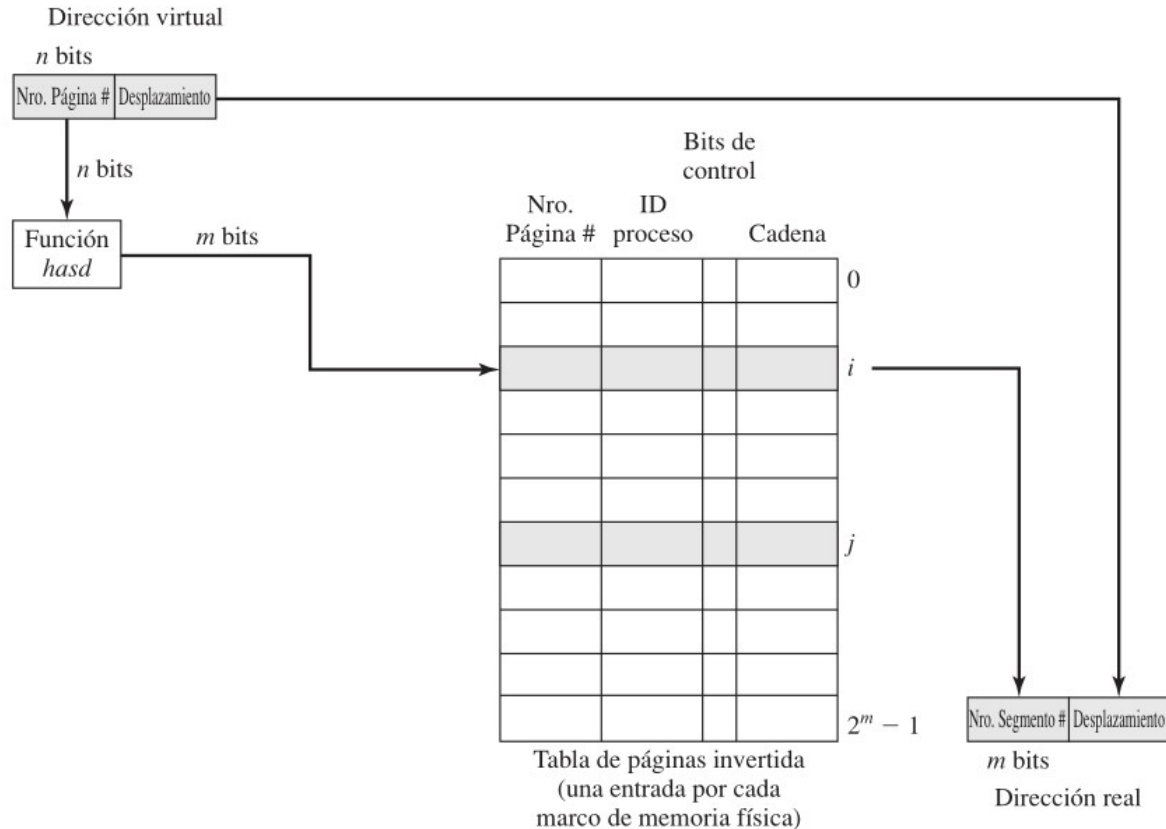 Dirección virtual
n bits
Nro. Página # Desplazamiento
n bits
Función
hasd
m bits
Bits de
control
Nro.
Página #
ID
proceso
Cadena
0
i
j
2^m − 1
Nro. Segmento # Desplazamiento
m bits
Dirección real
Tabla de páginas invertida
(una entrada por cada
marco de memoria física)